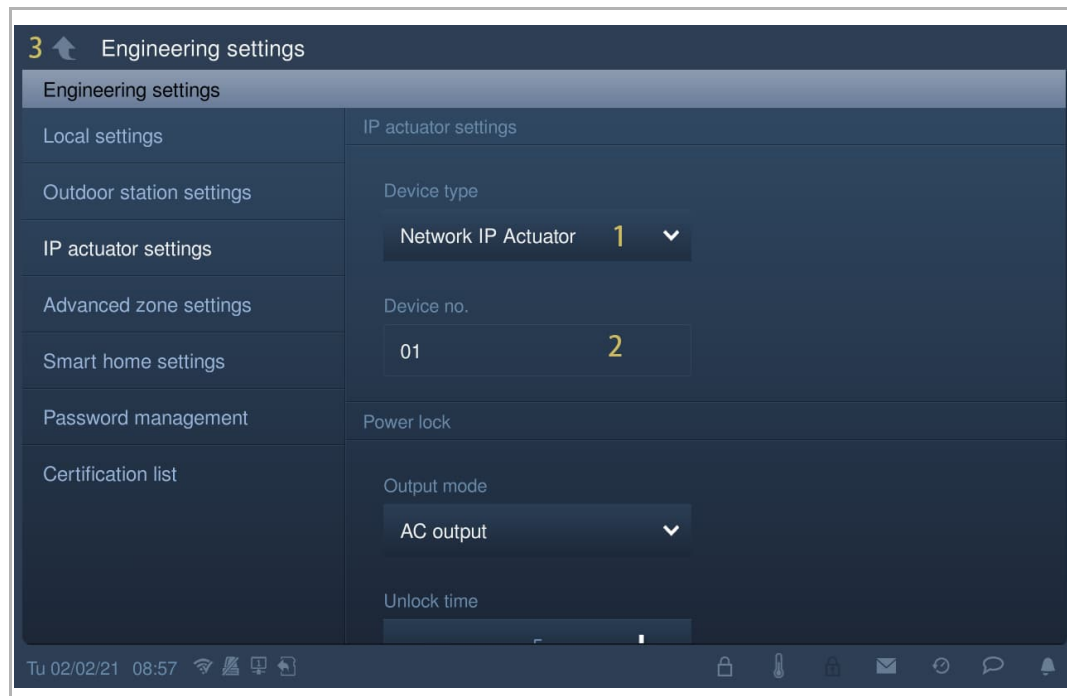 3 Engineering settings
Engineering settings
Local settings
Outdoor station settings
IP actuator settings
Advanced zone settings
Smart home settings
Password management
Certification list
IP actuator settings
Device type
Network IP Actuator 1
Device no.
01 2
Power lock
Output mode
AC output
Unlock time
Tu 02/02/21 08:57